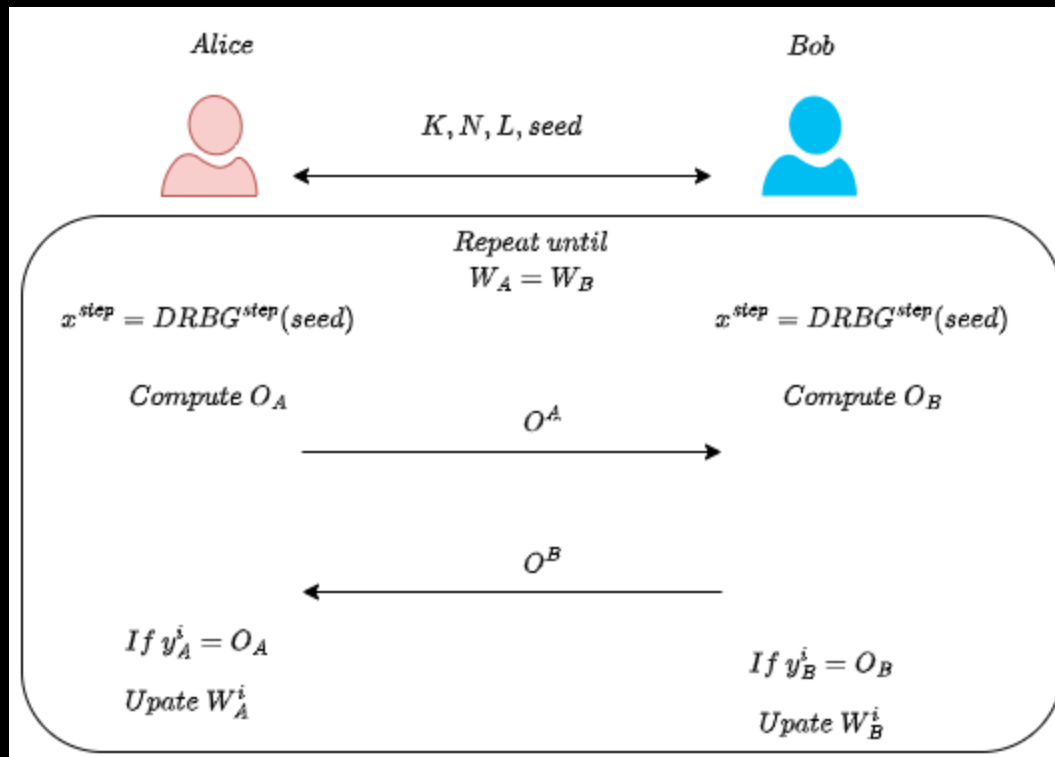 Alice Bob
K, N, L, seed
Repeat until
W_A = W_B
x^{step} = DRBG^{step}(seed) x^{step} = DRBG^{step}(seed)
Compute O_A Compute O_B
O^A
O^B
If y_A^i = O_A
If y_B^i = O_B
Upate W_A^i
Upate W_B^i